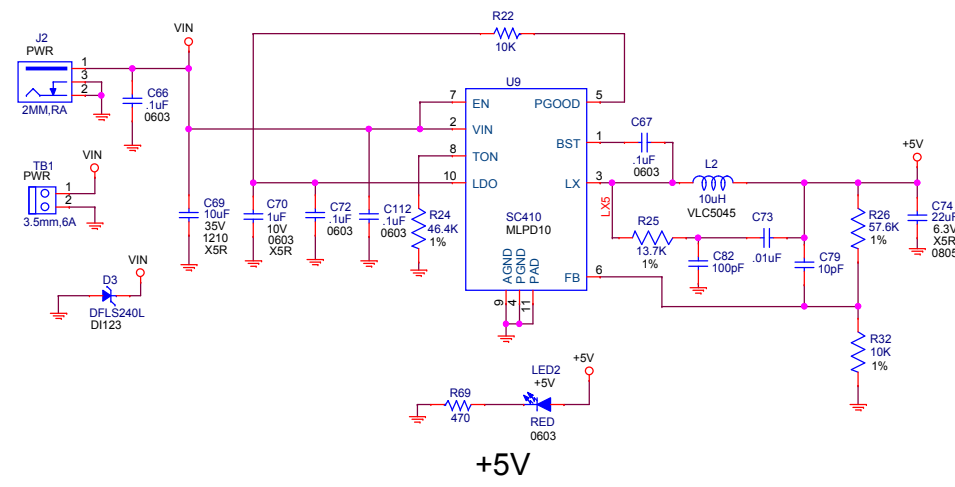 J2
PWR
1
3
2
2MM,RA
VIN
C66
.1uF
0603
TB1
PWR
VIN
1
2
3.5mm,6A
VIN
D3
DFLS240L
DI123
R22
10K
U9
7 EN
2 VIN
8 TON
10 LDO
PGOOD 5
BST 1
LX 3
FB 6
SC410
MLPD10
AGND
PGND
PAD
9
4
11
C69
10uF
35V
1210
X5R
C70
1uF
10V
0603
X5R
C72
.1uF
0603
C112
.1uF
0603
R24
46.4K
1%
C67
.1uF
0603
L2
10uH
VLC5045
LX5
R25
13.7K
1%
C73
.01uF
C82
100pF
C79
10pF
+5V
R26
57.6K
1%
C74
22uF
6.3V
X5R
0805
R32
10K
1%
R69
470
LED2
+5V
RED
0603
+5V
+5V